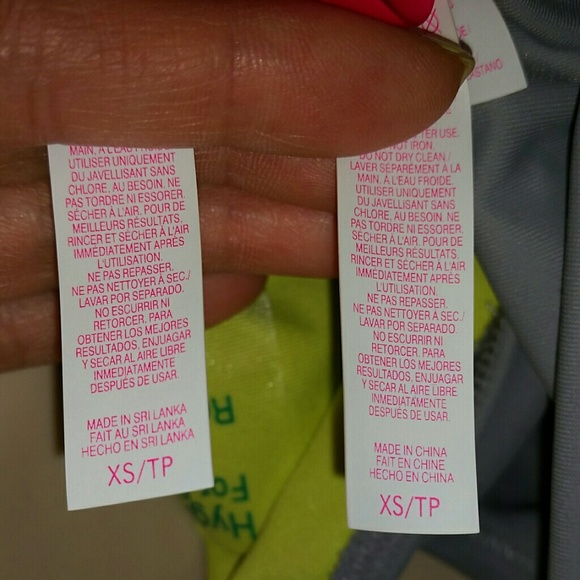 MAIN, À L'EAU FROIDE.
UTILISER UNIQUEMENT
DU JAVELLISANT SANS
CHLORE, AU BESOIN. NE
PAS TORDRE NI ESSORER.
SÉCHER À L'AIR. POUR DE
MEILLEURS RÉSULTATS,
RINCER ET SÉCHER À L'AIR
IMMÉDIATEMENT APRÈS
L'UTILISATION.
NE PAS REPASSER.
NE PAS NETTOYER À SEC./
LAVAR POR SEPARADO.
NO ESCURRIR NI
RETORCER. PARA
OBTENER LOS MEJORES
RESULTADOS, ENJUAGAR
Y SECAR AL AIRE LIBRE
INMEDIATAMENTE
DESPUÉS DE USAR.
MADE IN SRI LANKA
FAIT AU SRI LANKA
HECHO EN SRI LANKA
XS/TP
TER USE.
NOT IRON.
DO NOT DRY CLEAN./
LAVER SÉPARÉMENT À LA
MAIN, À L'EAU FROIDE.
UTILISER UNIQUEMENT
DU JAVELLISANT SANS
CHLORE, AU BESOIN. NE
PAS TORDRE NI ESSORER.
SÉCHER À L'AIR. POUR DE
MEILLEURS RÉSULTATS,
RINCER ET SÉCHER À L'AIR
IMMÉDIATEMENT APRÈS
L'UTILISATION.
NE PAS REPASSER.
NE PAS NETTOYER À SEC./
LAVAR POR SEPARADO.
NO ESCURRIR NI
RETORCER. PARA
OBTENER LOS MEJORES
RESULTADOS, ENJUAGAR
Y SECAR AL AIRE LIBRE
INMEDIATAMENTE
DESPUÉS DE USAR.
MADE IN CHINA
FAIT EN CHINE
HECHO EN CHINA
XS/TP